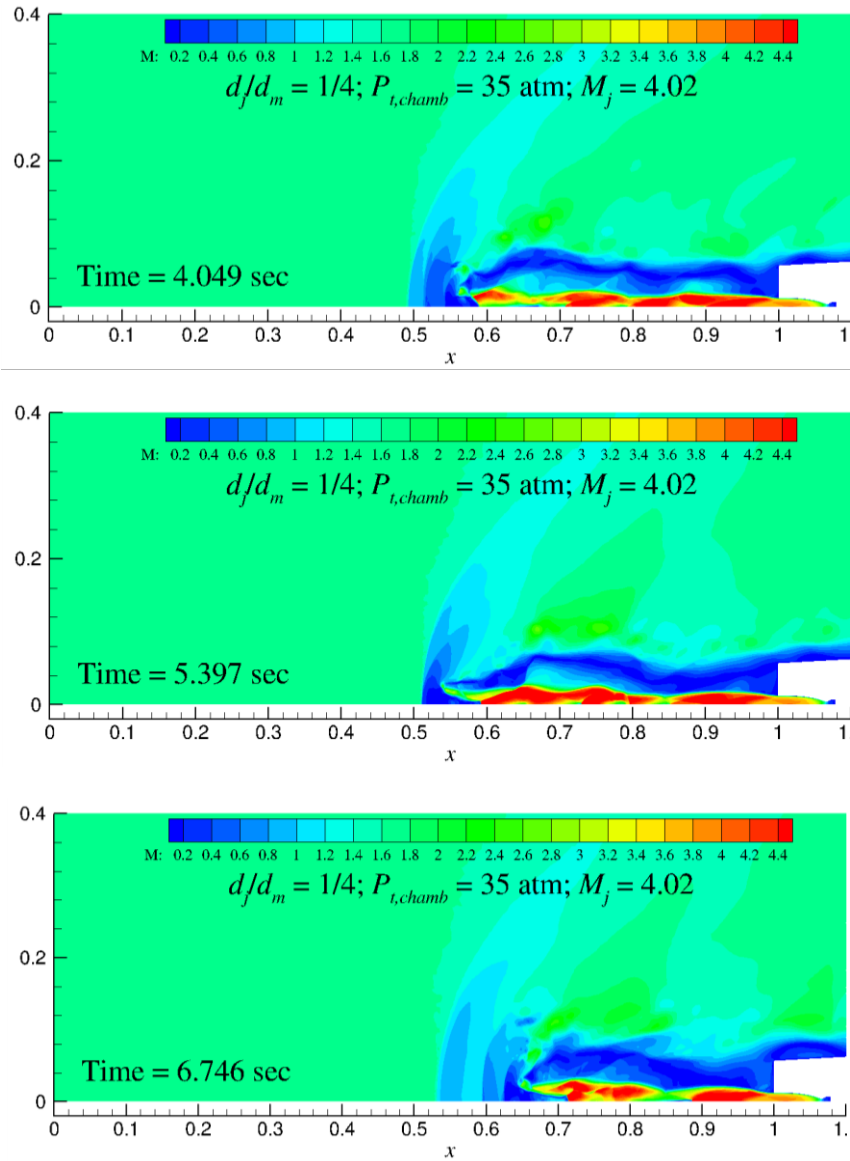 0.4
M: 0.2 0.4 0.6 0.8 1 1.2 1.4 1.6 1.8 2 2.2 2.4 2.6 2.8 3 3.2 3.4 3.6 3.8 4 4.2 4.4
dj/dm = 1/4; Pt,chamb = 35 atm; Mj = 4.02
0.2
Time = 4.049 sec
0
0 0.1 0.2 0.3 0.4 0.5 0.6 0.7 0.8 0.9 1 1
x
0.4
M: 0.2 0.4 0.6 0.8 1 1.2 1.4 1.6 1.8 2 2.2 2.4 2.6 2.8 3 3.2 3.4 3.6 3.8 4 4.2 4.4
dj/dm = 1/4; Pt,chamb = 35 atm; Mj = 4.02
0.2
Time = 5.397 sec
0
0 0.1 0.2 0.3 0.4 0.5 0.6 0.7 0.8 0.9 1 1
x
0.4
M: 0.2 0.4 0.6 0.8 1 1.2 1.4 1.6 1.8 2 2.2 2.4 2.6 2.8 3 3.2 3.4 3.6 3.8 4 4.2 4.4
dj/dm = 1/4; Pt,chamb = 35 atm; Mj = 4.02
0.2
Time = 6.746 sec
0
0 0.1 0.2 0.3 0.4 0.5 0.6 0.7 0.8 0.9 1 1.
x